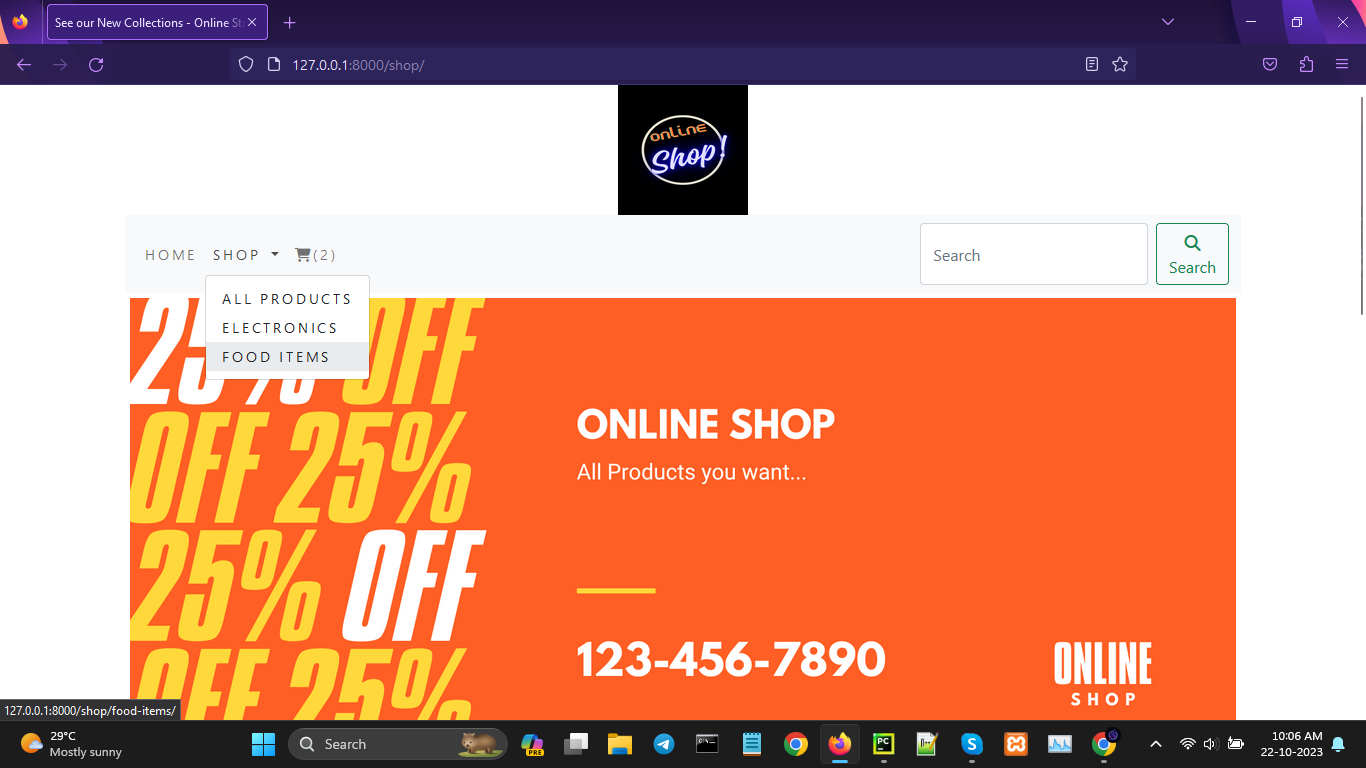 See our New Collections - Online St
127.0.0.1:8000/shop/
online
Shop!
HOME SHOP (2)
Search
Search
ALL PRODUCTS
ELECTRONICS
FOOD ITEMS
25% OFF
OFF 25%
25% OFF
OFF 25%
ONLINE SHOP
All Products you want...
123-456-7890
ONLINE
SHOP
127.0.0.1:8000/shop/food-items/
29°C
Mostly sunny
Search
PRE
PC
10:06 AM
22-10-2023